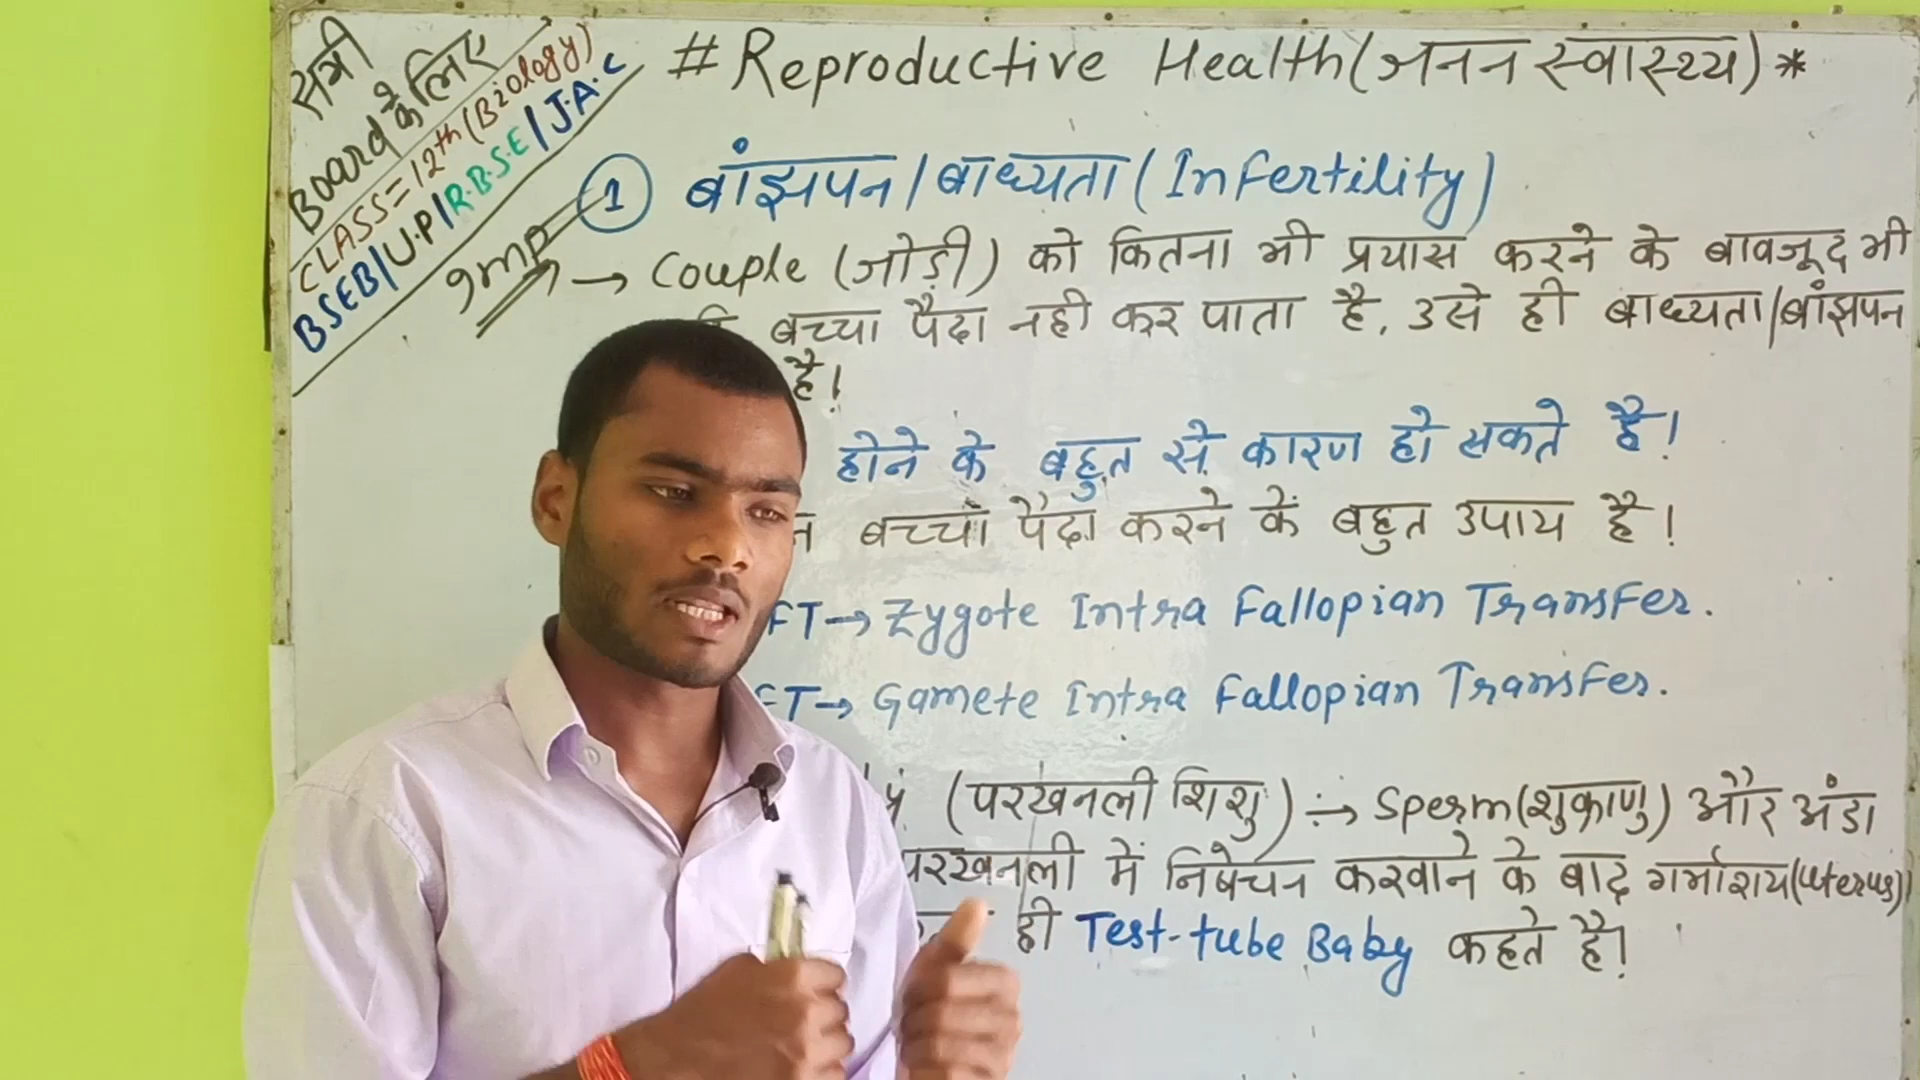 सभी
Board के लिए
CLASS=12th(Biology)
BSEB/U.P/R.B.S.E/J.A.C
#Reproductive Health(जनन स्वास्थ्य)*
Imp
① बांझपन/बाध्यता(Infertility)
→ Couple (जोड़ी) को कितना भी प्रयास करने के बावजूद भी
बच्चा पैदा नही कर पाता है, उसे ही बाध्यता/बांझपन
है!
होने के बहुत से कारण हो सकते है!
बच्चा पैदा करने के बहुत उपाय है!
FT→ Zygote Intra Fallopian Transfer.
FT→ Gamete Intra Fallopian Transfer.
(परखनली शिशु) :→ Sperm(शुक्राणु) और अंडा
परखनली में निषेचन करवाने के बाद गर्भाशय(uterus)
ही Test-tube Baby कहते है!